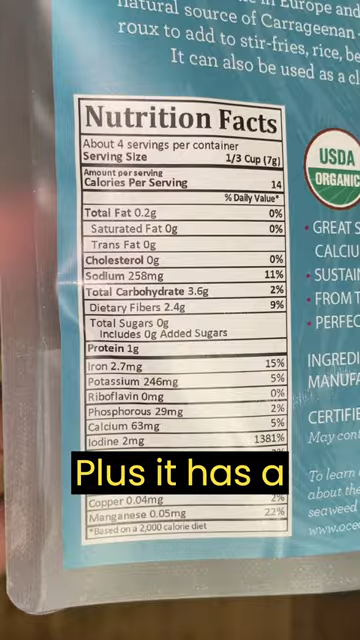 in Europe and
natural source of Carrageenan
roux to add to stir-fries, rice, be
It can also be used as a cl
Nutrition Facts
About 4 servings per container
Serving Size 1/3 Cup (7g)
Amount per serving
Calories Per Serving 14
% Daily Value*
Total Fat 0.2g 0%
Saturated Fat 0g 0%
Trans Fat 0g
Cholesterol 0g 0%
Sodium 258mg 11%
Total Carbohydrate 3.6g 2%
Dietary Fibers 2.4g 9%
Total Sugars 0g
Includes 0g Added Sugars
Protein 1g
Iron 2.7mg 15%
Potassium 246mg 5%
Riboflavin 0mg 0%
Phosphorous 29mg 2%
Calcium 63mg 5%
Iodine 2mg 1381%
Plus it has a
Copper 0.04mg 2%
Manganese 0.05mg 22%
*Based on a 2,000 calorie diet
USDA
ORGANIC
• GREAT S
CALCIU
• SUSTAI
• FROM T
• PERFEC
INGREDI
MANUFA
CERTIFIE
May cont
To learn
about the
seaweed
www.oce